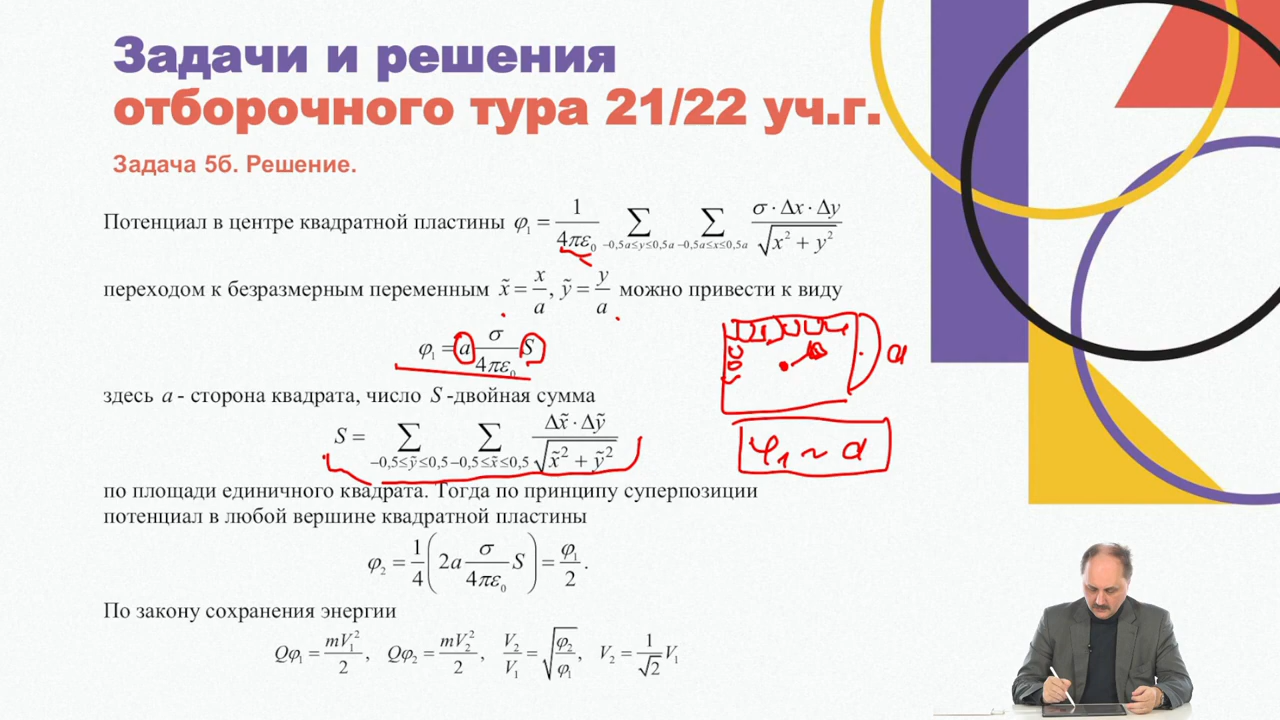 Задачи и решения
отборочного тура 21/22 уч.г.
Задача 5б. Решение.
Потенциал в центре квадратной пластины φ₁ = 1/(4πε₀) ∑_{−0,5a≤y≤0,5a} ∑_{−0,5a≤x≤0,5a} (σ·Δx·Δy)/√(x² + y²)
переходом к безразмерным переменным x̃ = x/a, ỹ = y/a можно привести к виду
φ₁ = a σ/(4πε₀) S
a
здесь a - сторона квадрата, число S -двойная сумма
S = ∑_{−0,5≤ỹ≤0,5} ∑_{−0,5≤x̃≤0,5} (Δx̃·Δỹ)/√(x̃² + ỹ²)
φ₁ ~ a
по площади единичного квадрата. Тогда по принципу суперпозиции
потенциал в любой вершине квадратной пластины
φ₂ = 1/4 (2a σ/(4πε₀) S) = φ₁/2.
По закону сохранения энергии
Qφ₁ = mV₁²/2, Qφ₂ = mV₂²/2, V₂/V₁ = √(φ₂/φ₁), V₂ = 1/√2 V₁